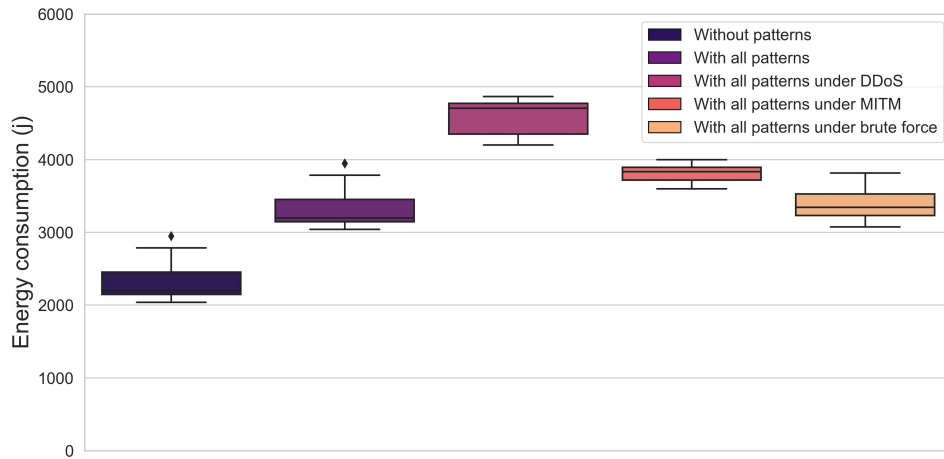 6000
5000
4000
3000
2000
1000
0
Energy consumption (j)
Without patterns
With all patterns
With all patterns under DDoS
With all patterns under MITM
With all patterns under brute force